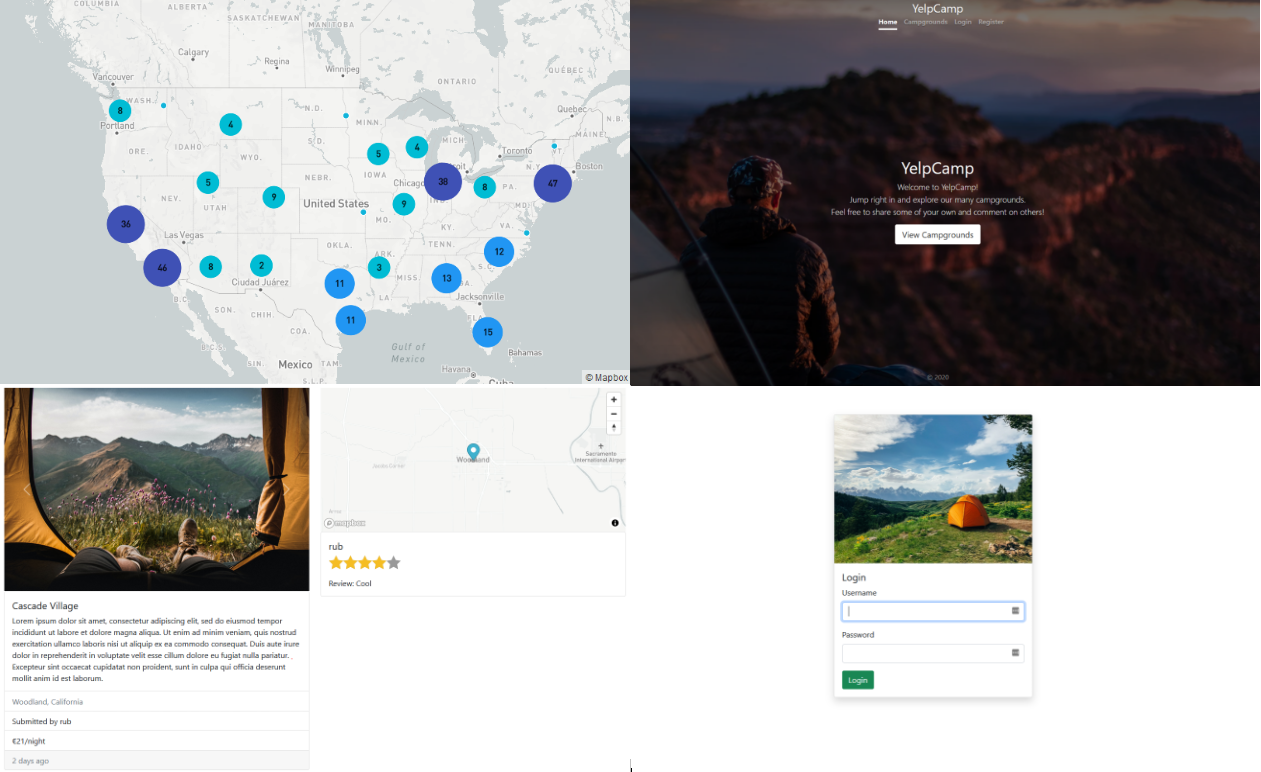 COLUMBIA
ALBERTA
SASKATCHEWAN
MANITOBA
Calgary
Regina
Winnipeg
Vancouver
ONTARIO
QUÉBEC
Quebec
N.B.
WASH.
8
Portland
4
N.D.
MINN.
MAINE
ORE.
IDAHO
S.D.
5
4
MICH
Toronto
VT.
Boston
WYO.
5
NEBR.
IOWA
Chicago
38
roit
8
N.Y.
PA.
47
NEV.
UTAH
9
United States
9
IND.
MD.
36
MO.
KY.
VA.
Las Vegas
OKLA.
TENN.
12
46
8
2
ARK.
3
MISS.
13
S.C.
Ciudad Juárez
11
LA.
Jacksonville
B.C.
SON.
CHIH.
11
FLA.
15
COA.
B.C.S.
Gulf of
Mexico
Bahamas
SIN.
Mexico
TAM.
Havana
Cuba
S.L.P.
© Mapbox
YelpCamp
Home Campgrounds Login Register
YelpCamp
Welcome to YelpCamp!
Jump right in and explore our many campgrounds.
Feel free to share some of your own and comment on others!
View Campgrounds
© 2020
Cascade Village
Lorem ipsum dolor sit amet, consectetur adipiscing elit, sed do eiusmod tempor
incididunt ut labore et dolore magna aliqua. Ut enim ad minim veniam, quis nostrud
exercitation ullamco laboris nisi ut aliquip ex ea commodo consequat. Duis aute irure
dolor in reprehenderit in voluptate velit esse cillum dolore eu fugiat nulla pariatur.
Excepteur sint occaecat cupidatat non proident, sunt in culpa qui officia deserunt
mollit anim id est laborum.
Woodland, California
Submitted by rub
€21/night
2 days ago
Woodland
Sacramento
International Airport
mapbox
rub
Review: Cool
Login
Username
Password
Login